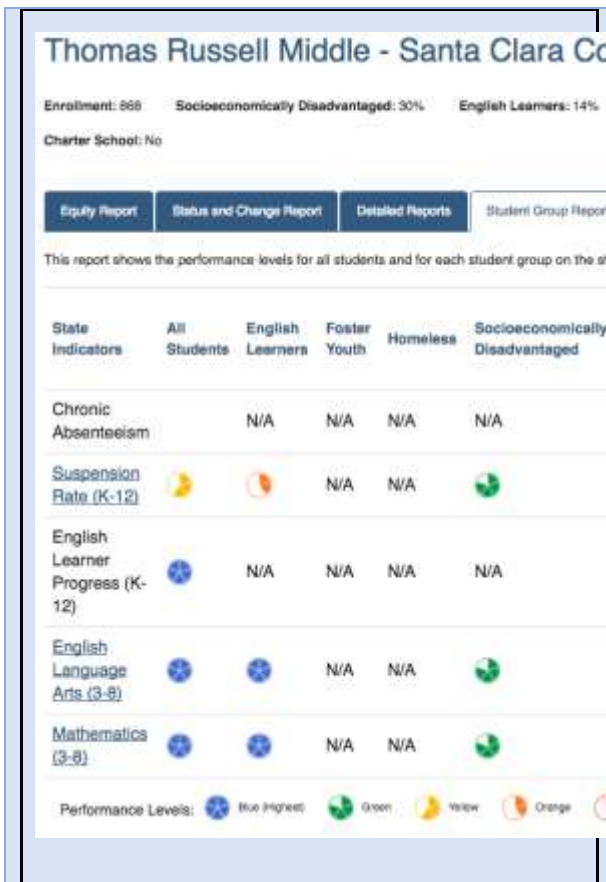 Thomas Russell Middle - Santa Clara Co
Enrollment: 868 Socioeconomically Disadvantaged: 30% English Learners: 14%
Charter School: No
Equity Report Status and Change Report Detailed Reports Student Group Report
This report shows the performance levels for all students and for each student group on the st
State Indicators All Students English Learners Foster Youth Homeless Socioeconomically Disadvantaged
Chronic Absenteeism N/A N/A N/A N/A
Suspension Rate (K-12) N/A N/A
English Learner Progress (K-12) N/A N/A N/A N/A
English Language Arts (3-8) N/A N/A
Mathematics (3-8) N/A N/A
Performance Levels: Blue (Highest) Green Yellow Orange